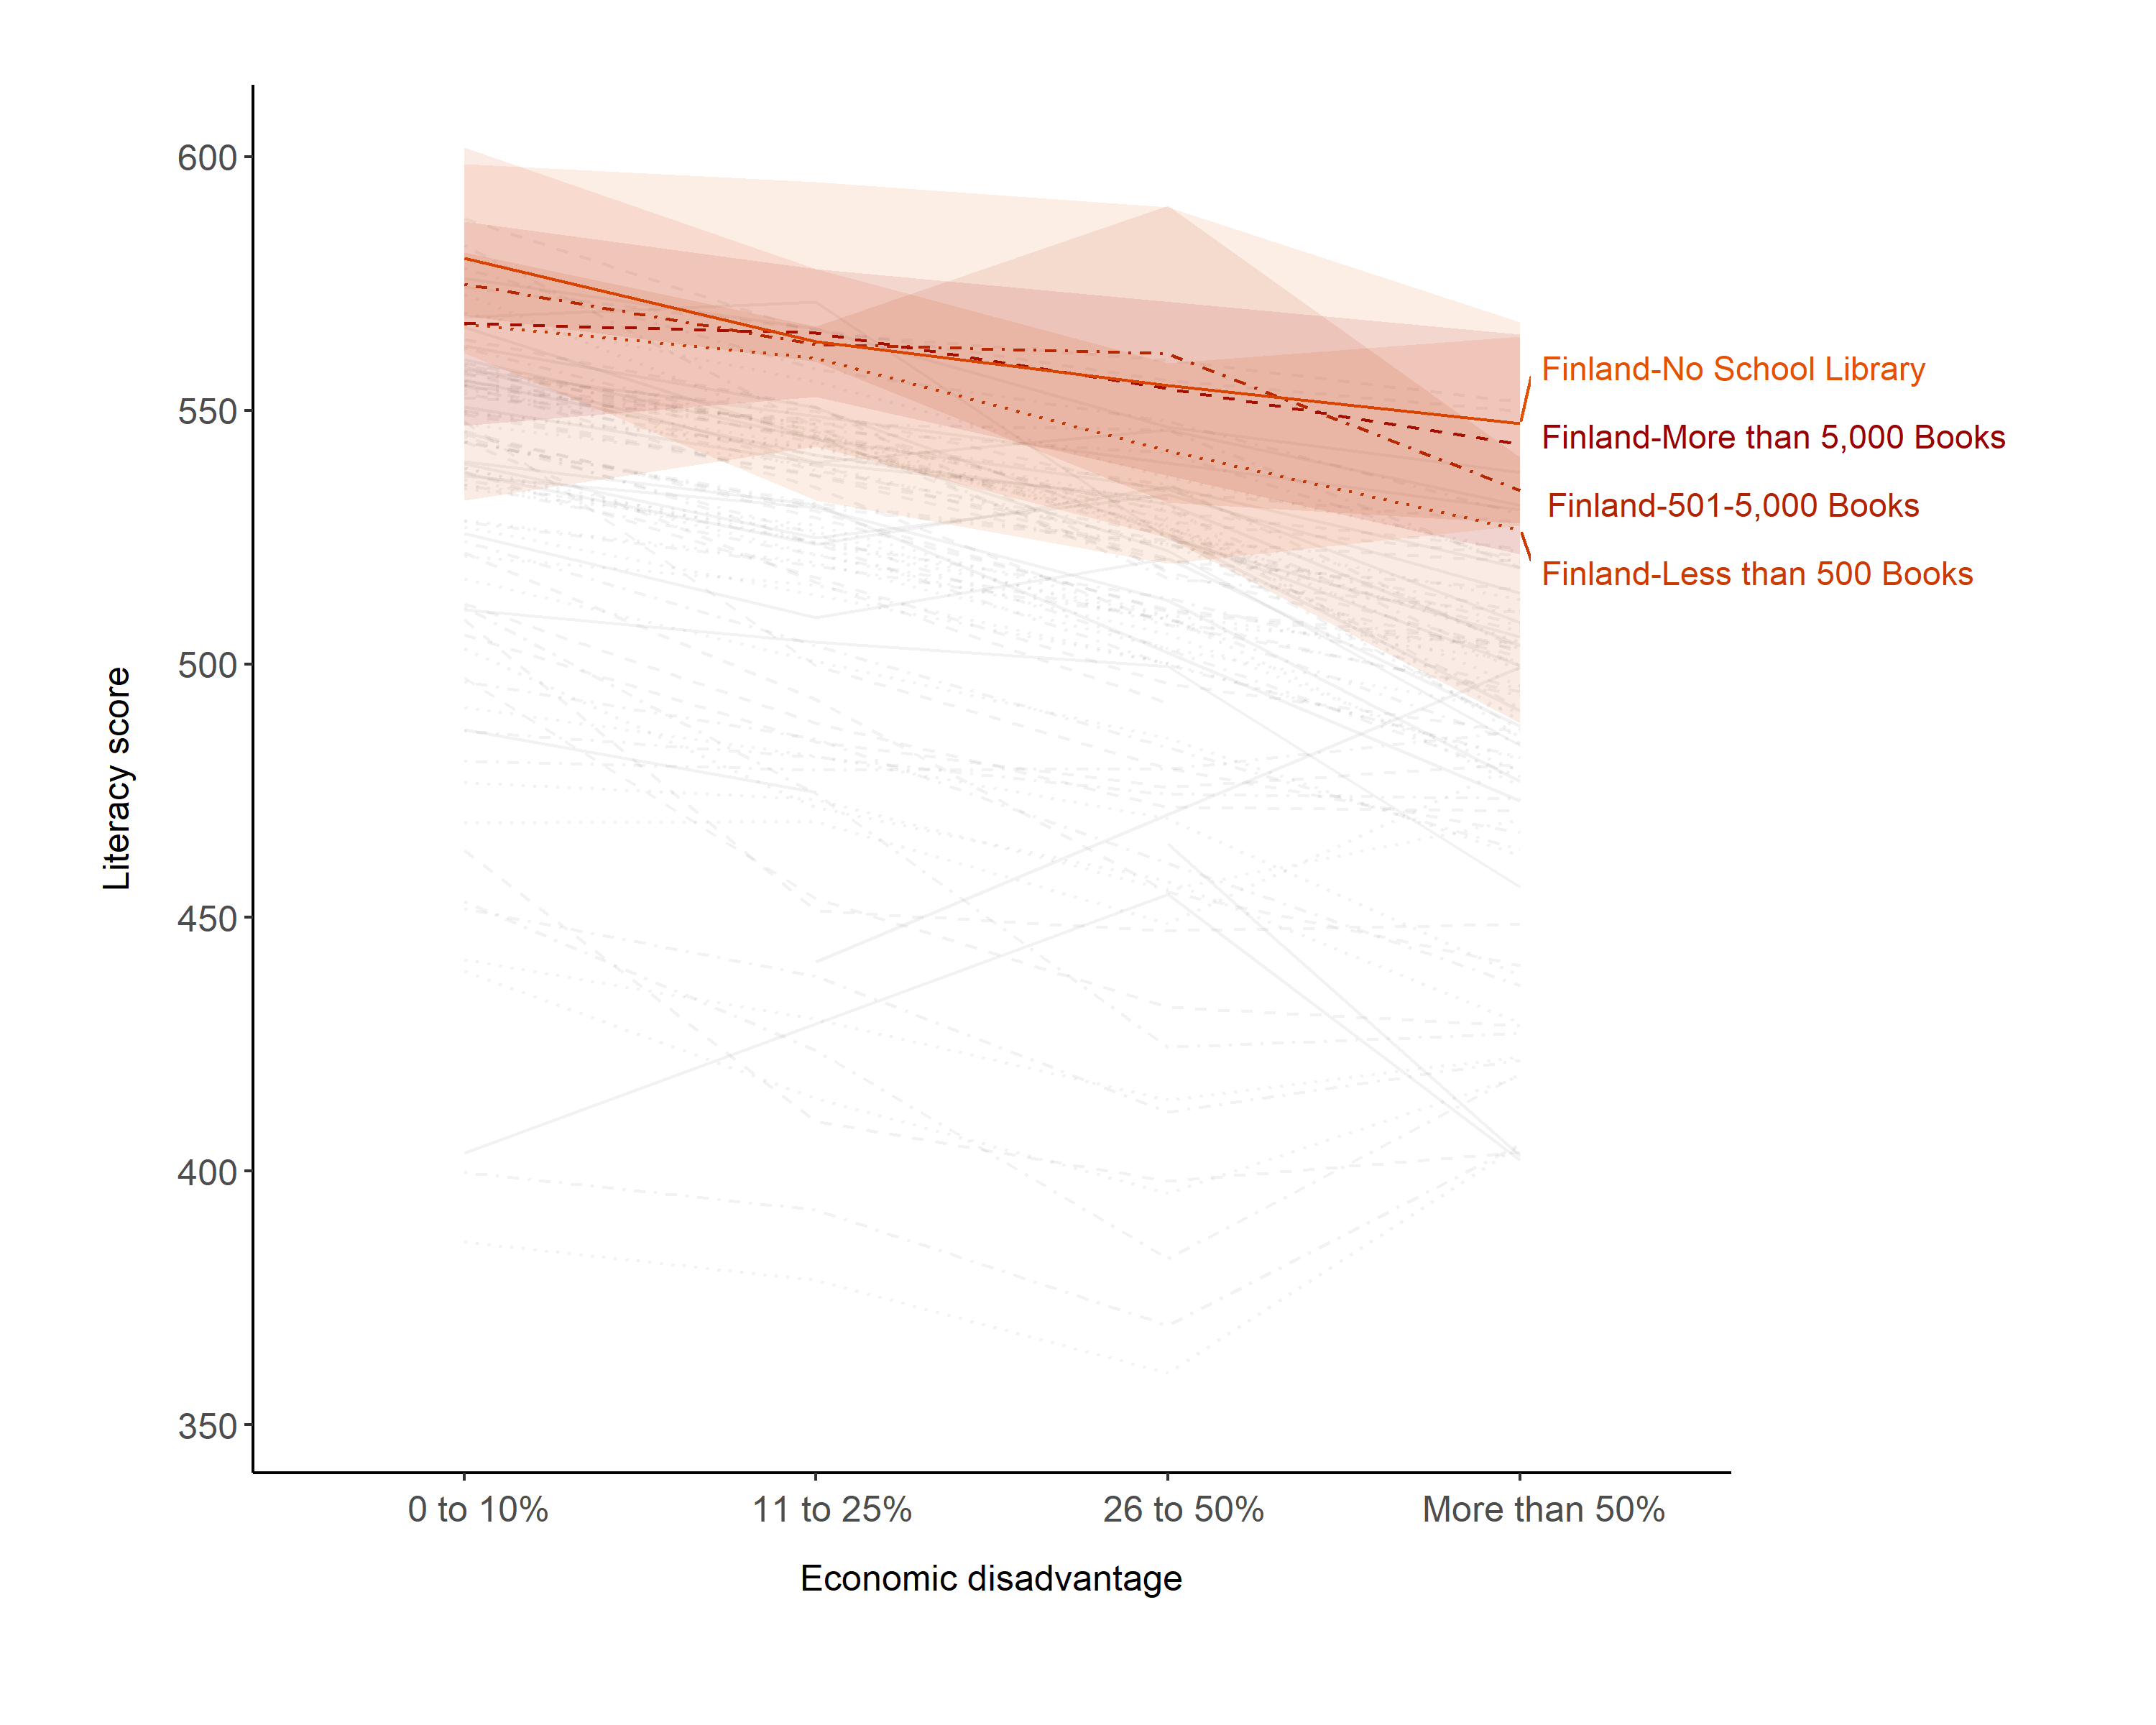 600
550
500
450
400
350
Literacy score
0 to 10%
11 to 25%
26 to 50%
More than 50%
Economic disadvantage
Finland-No School Library
Finland-More than 5,000 Books
Finland-501-5,000 Books
Finland-Less than 500 Books